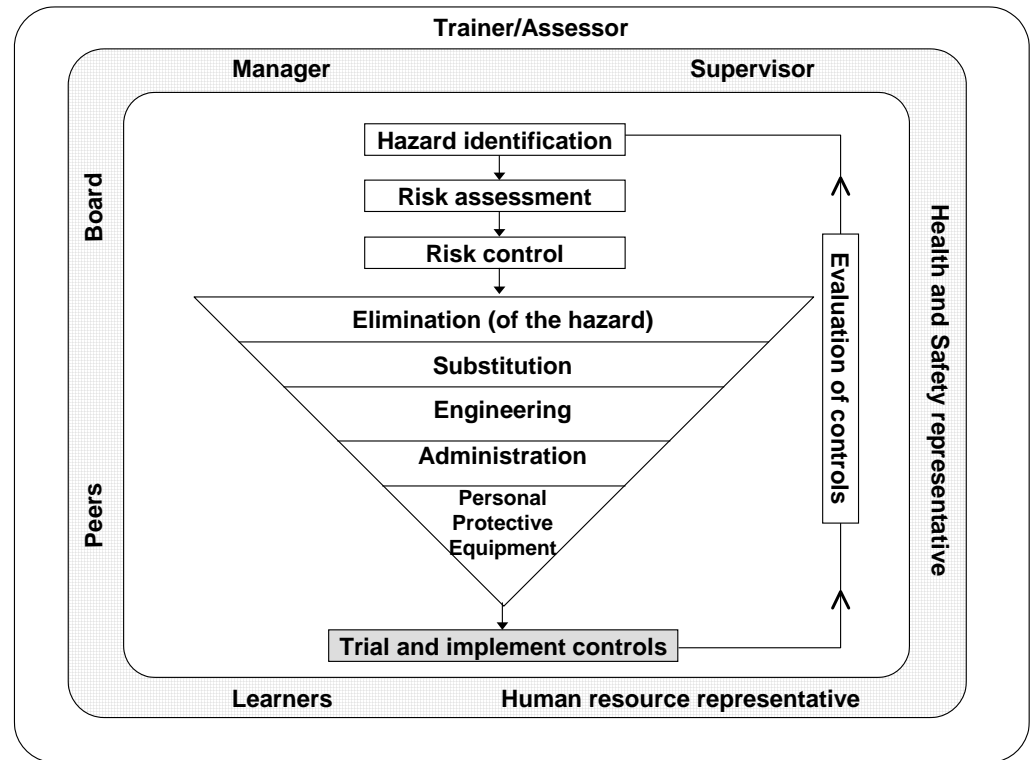 Trainer/Assessor
Manager
Supervisor
Board
Peers
Hazard identification
Risk assessment
Risk control
Elimination (of the hazard)
Substitution
Engineering
Administration
Personal
Protective
Equipment
Trial and implement controls
Evaluation of controls
Health and Safety representative
Learners
Human resource representative